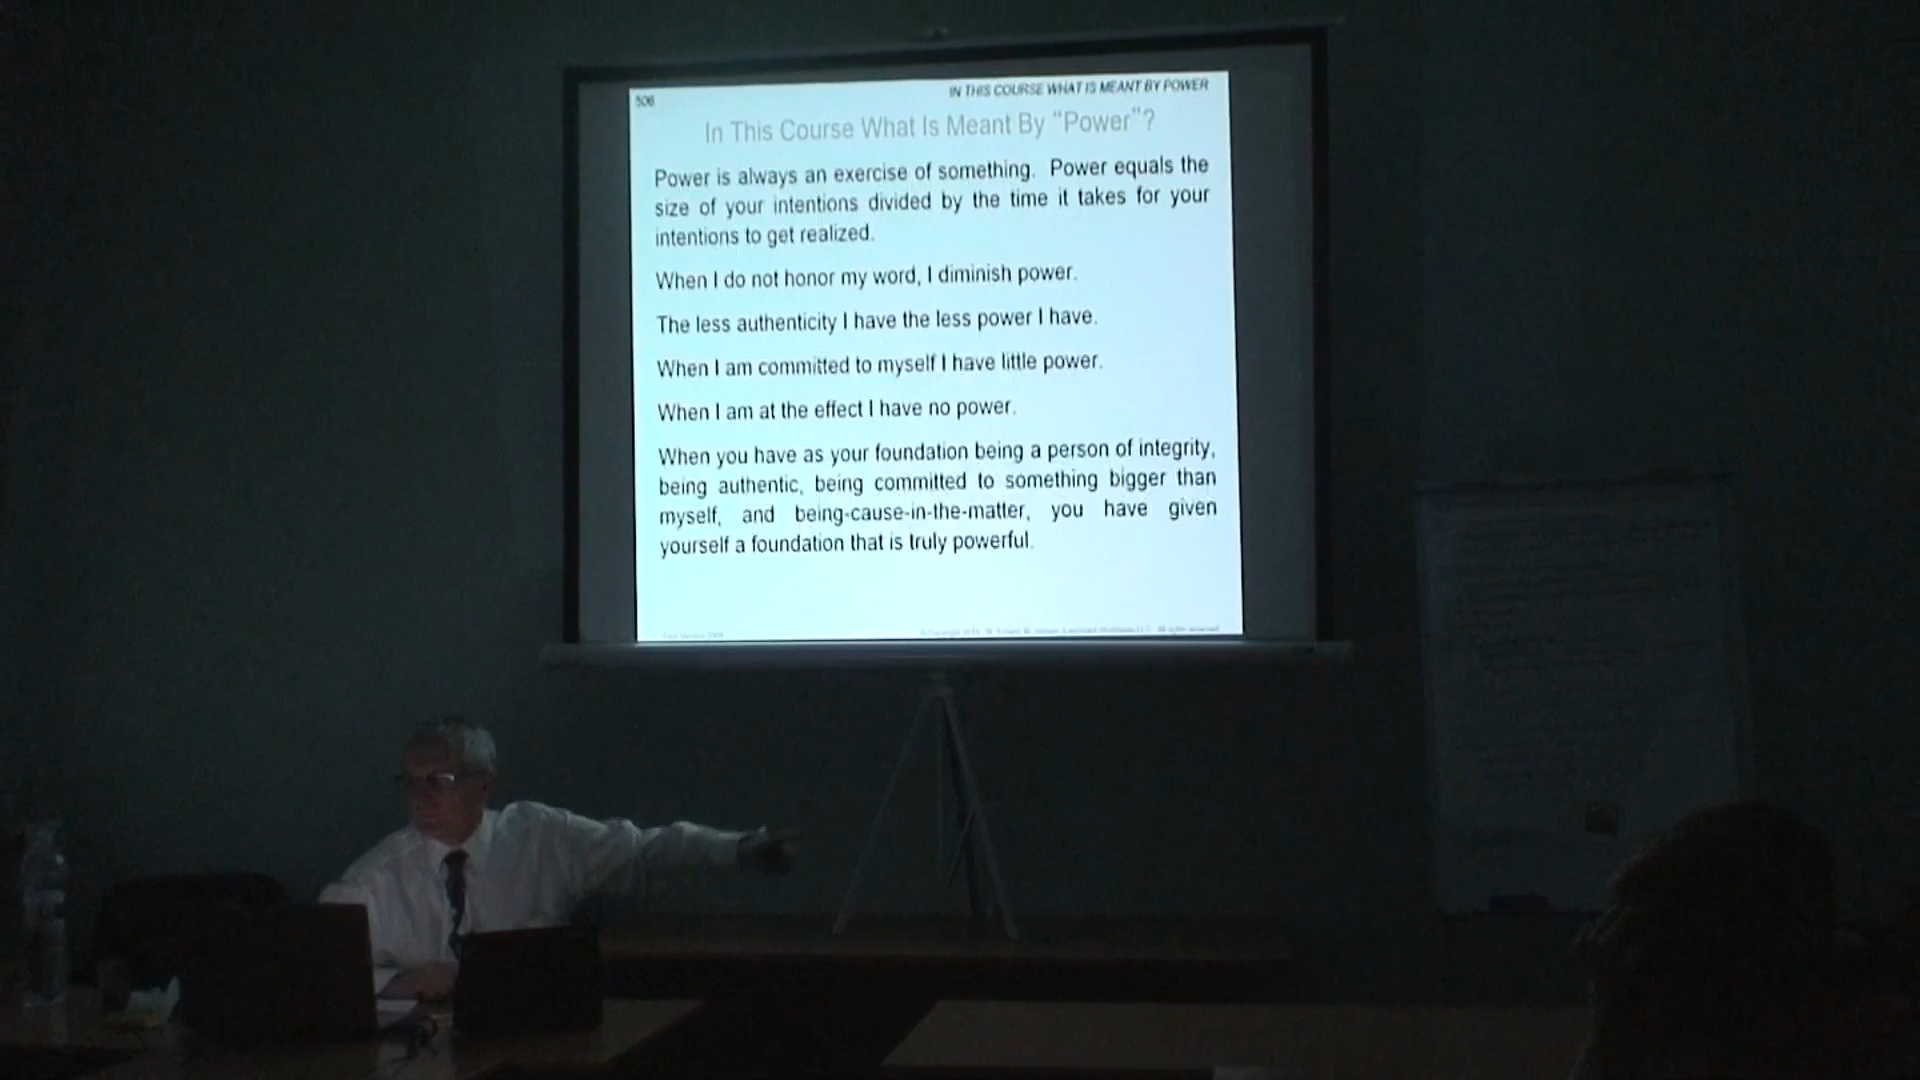 506
IN THIS COURSE WHAT IS MEANT BY POWER
In This Course What Is Meant By "Power"?
Power is always an exercise of something. Power equals the
size of your intentions divided by the time it takes for your
intentions to get realized.
When I do not honor my word, I diminish power.
The less authenticity I have the less power I have.
When I am committed to myself I have little power.
When I am at the effect I have no power.
When you have as your foundation being a person of integrity,
being authentic, being committed to something bigger than
myself, and being-cause-in-the-matter, you have given
yourself a foundation that is truly powerful.